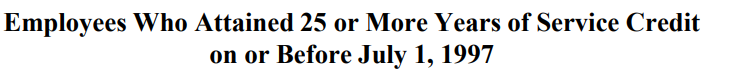 Employees Who Attained 25 or More Years of Service Credit
on or Before July 1, 1997